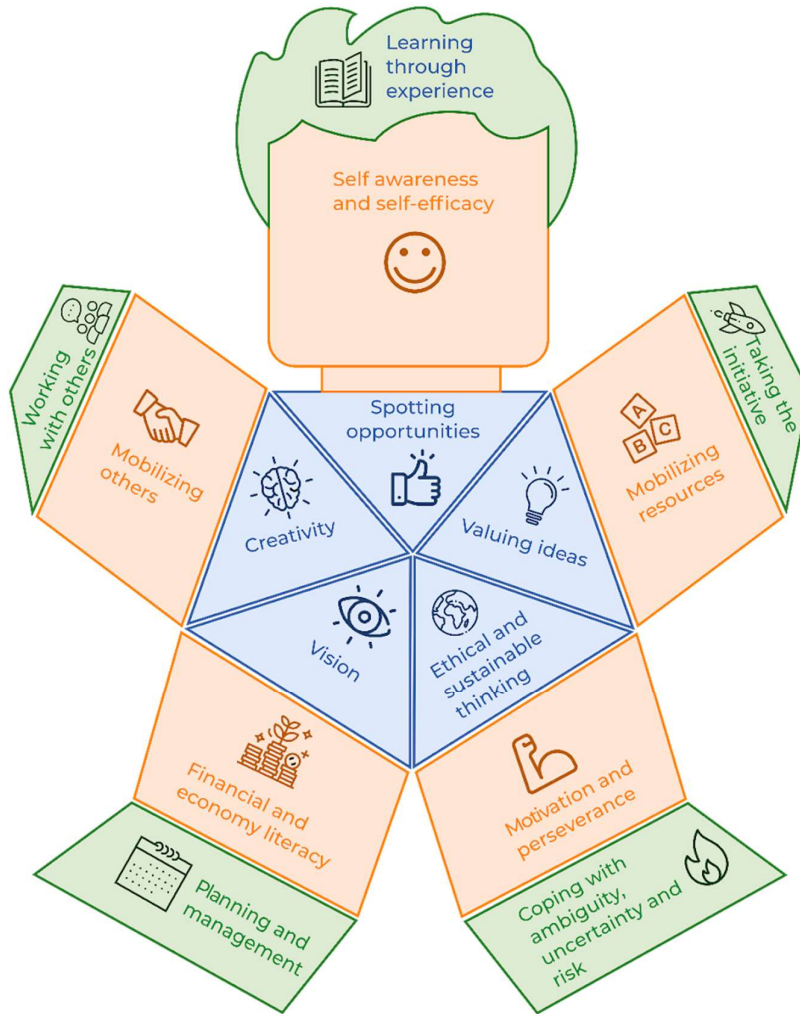 Learning
through
experience
Self awareness
and self-efficacy
Working
with others
Mobilizing
others
Spotting
opportunities
Taking the
initiative
A
B C
Mobilizing
resources
Creativity
Valuing ideas
Vision
Ethical and
sustainable
thinking
Financial and
economy literacy
Motivation and
perseverance
Planning and
management
Coping with
ambiguity,
uncertainty and
risk